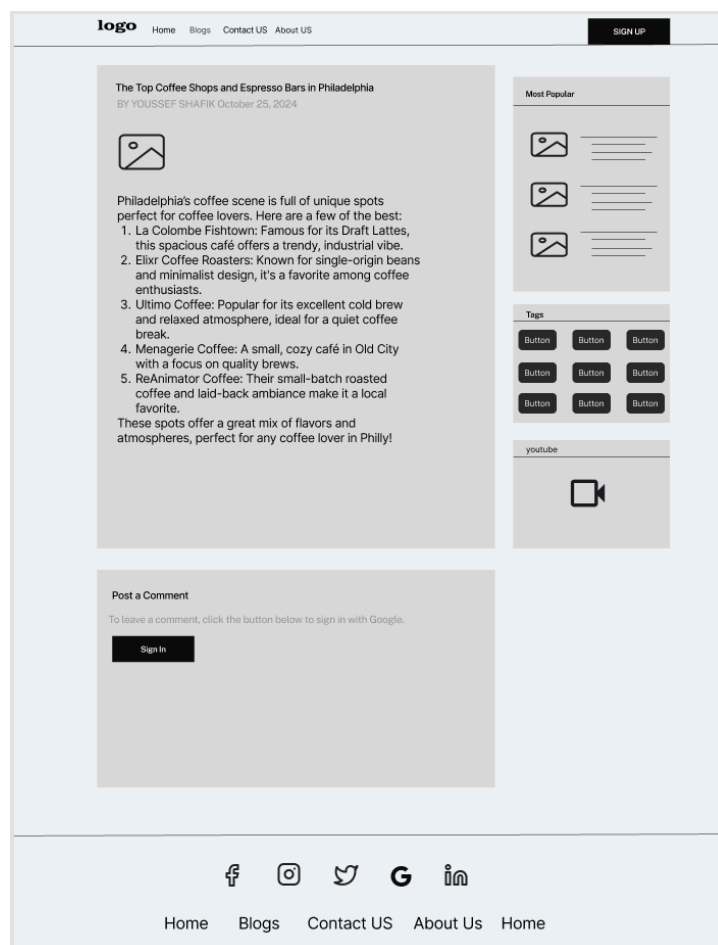 logo
Home Blogs Contact US About US
SIGN UP
The Top Coffee Shops and Espresso Bars in Philadelphia
BY YOUSSEF SHAFIK October 25, 2024
Philadelphia's coffee scene is full of unique spots
perfect for coffee lovers. Here are a few of the best:
1. La Colombe Fishtown: Famous for its Draft Lattes,
this spacious café offers a trendy, industrial vibe.
2. Elixr Coffee Roasters: Known for single-origin beans
and minimalist design, it's a favorite among coffee
enthusiasts.
3. Ultimo Coffee: Popular for its excellent cold brew
and relaxed atmosphere, ideal for a quiet coffee
break.
4. Menagerie Coffee: A small, cozy café in Old City
with a focus on quality brews.
5. ReAnimator Coffee: Their small-batch roasted
coffee and laid-back ambiance make it a local
favorite.
These spots offer a great mix of flavors and
atmospheres, perfect for any coffee lover in Philly!
Most Popular
Tags
Button Button Button
Button Button Button
Button Button Button
youtube
Post a Comment
To leave a comment, click the button below to sign in with Google.
Sign In
Home Blogs Contact US About Us Home